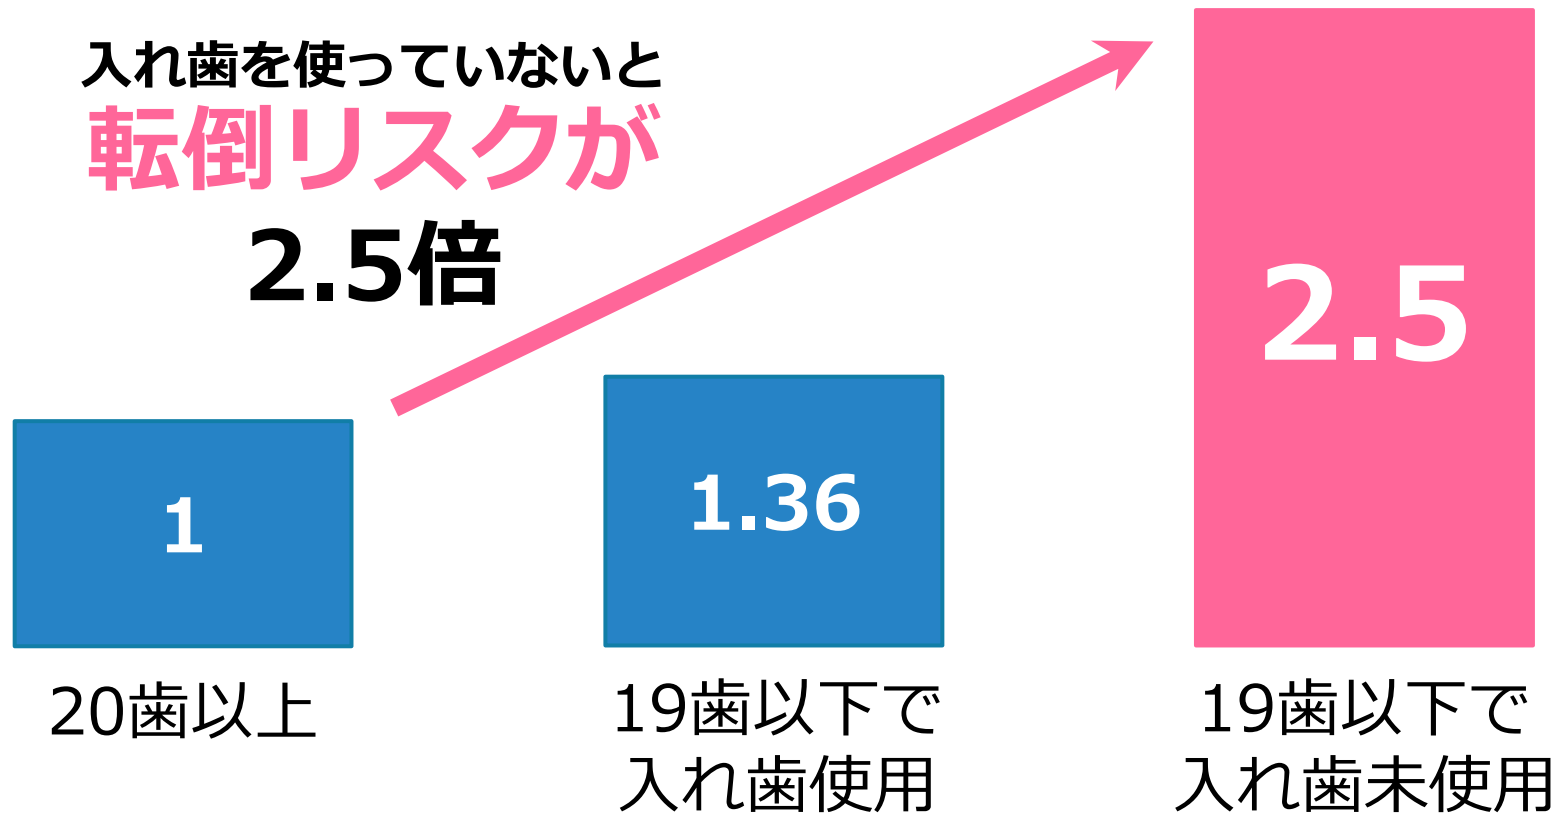 入れ歯を使っていないと
転倒リスクが
2.5倍
1
1.36
2.5
20歯以上
19歯以下で
入れ歯使用
19歯以下で
入れ歯未使用